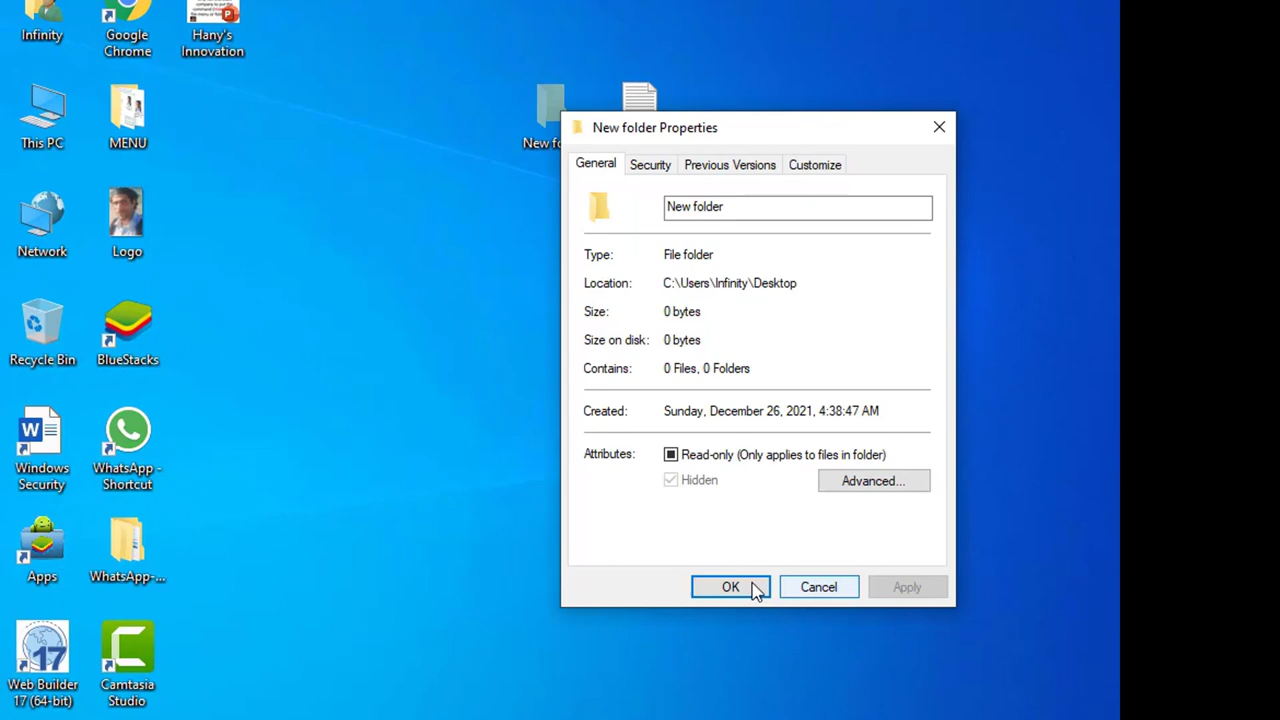 Infinity
Google
Chrome
Hany's
Innovation
This PC
MENU
New fo
Network
Logo
Recycle Bin
BlueStacks
Windows
Security
WhatsApp -
Shortcut
Apps
WhatsApp-...
Web Builder
17 (64-bit)
Camtasia
Studio
W
17
P
New folder Properties
General
Security
Previous Versions
Customize
New folder
Type:
File folder
Location:
C:\Users\Infinity\Desktop
Size:
0 bytes
Size on disk:
0 bytes
Contains:
0 Files, 0 Folders
Created:
Sunday, December 26, 2021, 4:38:47 AM
Attributes:
Read-only (Only applies to files in folder)
Hidden
Advanced...
OK
Cancel
Apply